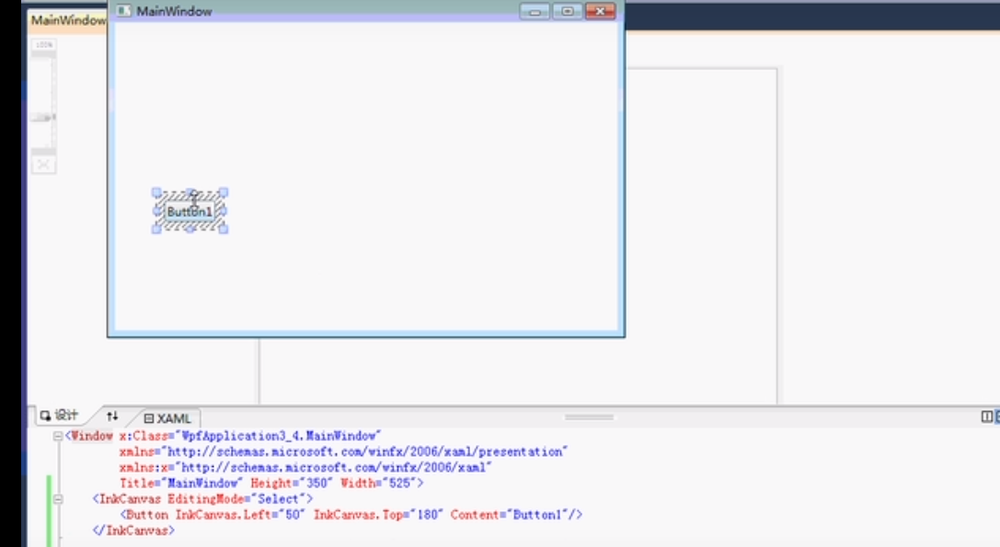 MainWindow
MainWindow
100%
Button1
设计
XAML
<Window x:Class="WpfApplication3_4.MainWindow"
xmlns="http://schemas.microsoft.com/winfx/2006/xaml/presentation"
xmlns:x="http://schemas.microsoft.com/winfx/2006/xaml"
Title="MainWindow" Height="350" Width="525">
<InkCanvas EditingMode="Select">
<Button InkCanvas.Left="50" InkCanvas.Top="180" Content="Button1"/>
</InkCanvas>